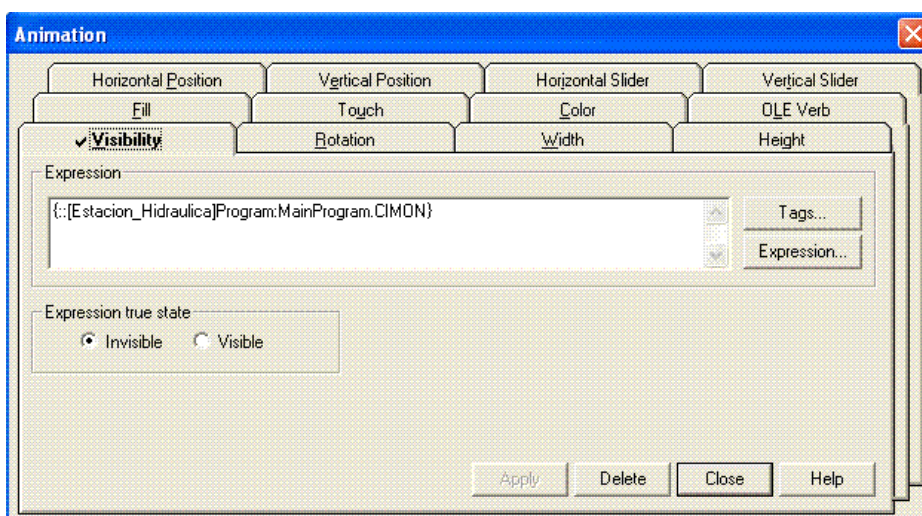 Animation
Horizontal Position Vertical Position Horizontal Slider Vertical Slider
Fill Touch Color OLE Verb
Visibility Rotation Width Height
Expression
{::[Estacion_Hidraulica]Program:MainProgram.CIMON}
Tags...
Expression...
Expression true state
Invisible Visible
Apply Delete Close Help